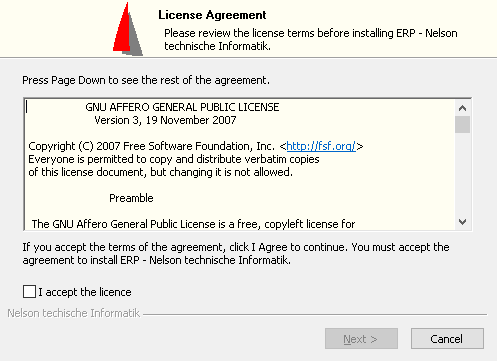 License Agreement
Please review the license terms before installing ERP - Nelson
technische Informatik.
Press Page Down to see the rest of the agreement.
GNU AFFERO GENERAL PUBLIC LICENSE
Version 3, 19 November 2007
Copyright (C) 2007 Free Software Foundation, Inc. <http://fsf.org/>
Everyone is permitted to copy and distribute verbatim copies
of this license document, but changing it is not allowed.
Preamble
The GNU Affero General Public License is a free, copyleft license for
If you accept the terms of the agreement, click I Agree to continue. You must accept the
agreement to install ERP - Nelson technische Informatik.
I accept the licence
Nelson techische Informatik
Next >
Cancel